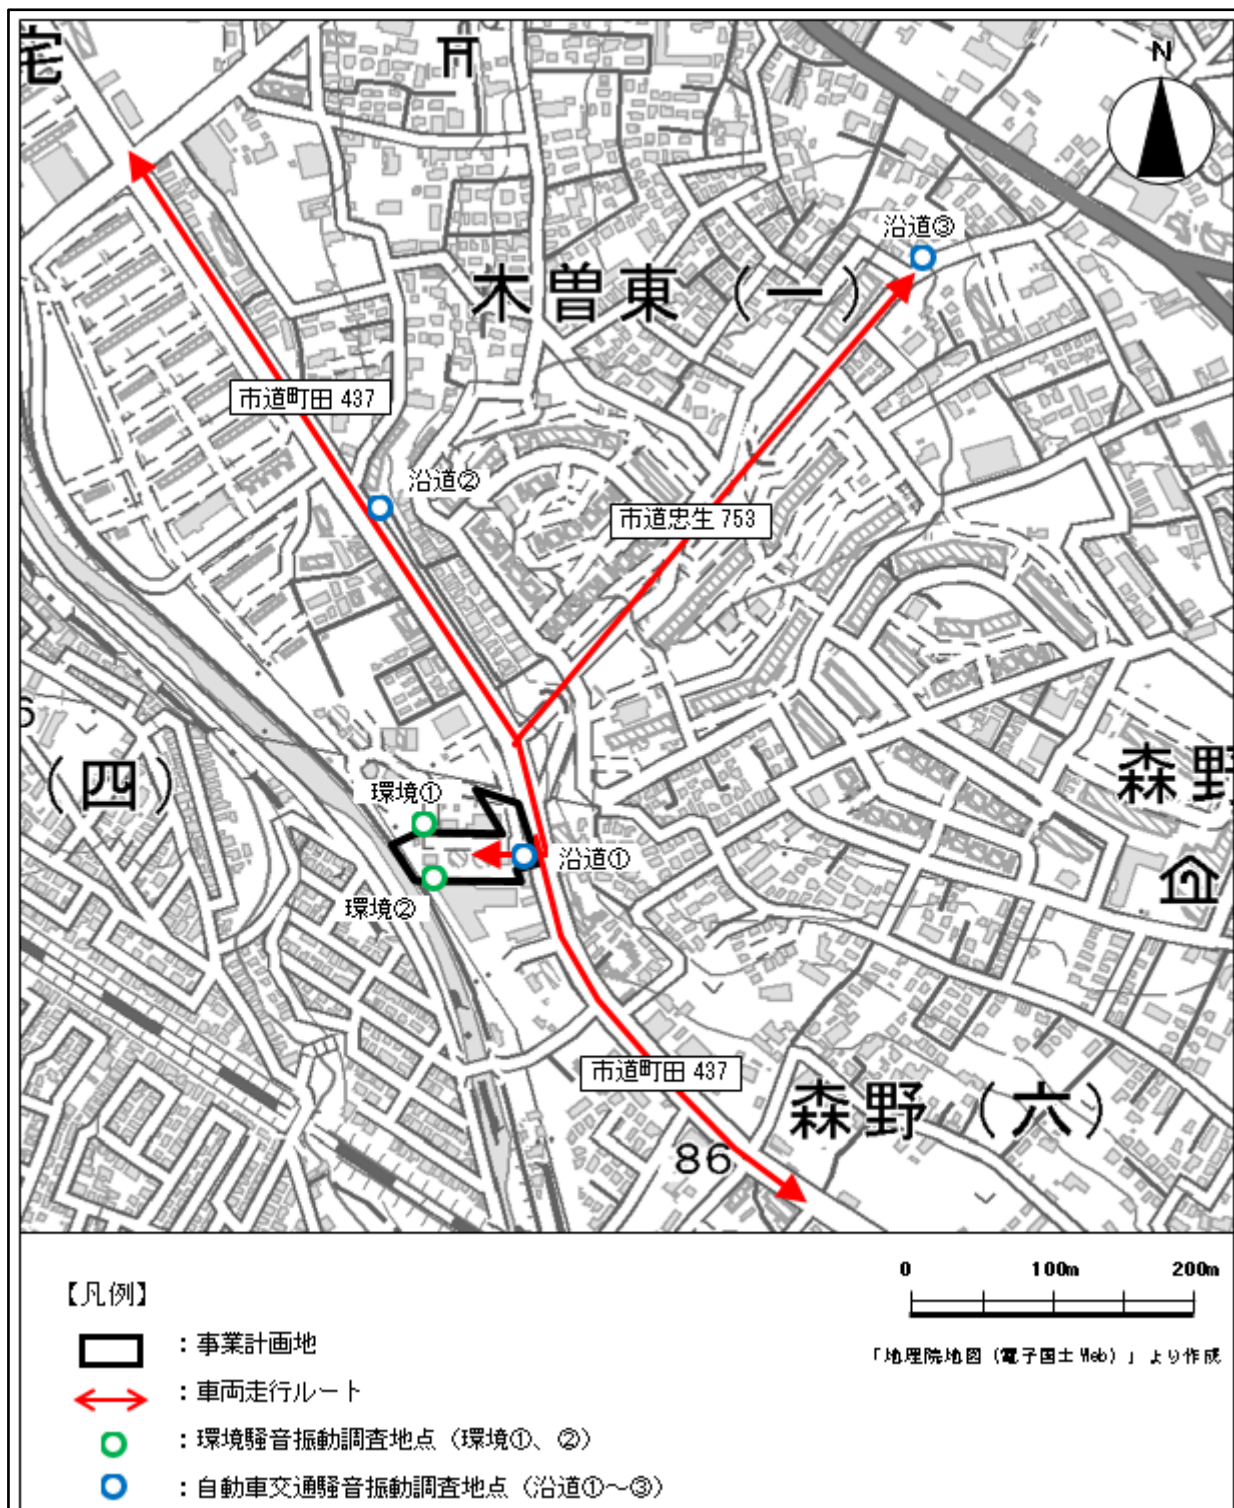 宅
N
沿道③
木曽東（一）
市道町田 437
沿道②
市道忠生 753
森野
（四）
環境①
沿道①
環境②
市道町田 437
森野（六）
86
0 100m 200m
【凡例】
「地理院地図（電子国土Web）」より作成
：事業計画地
：車両走行ルート
：環境騒音振動調査地点（環境①、②）
：自動車交通騒音振動調査地点（沿道①～③）